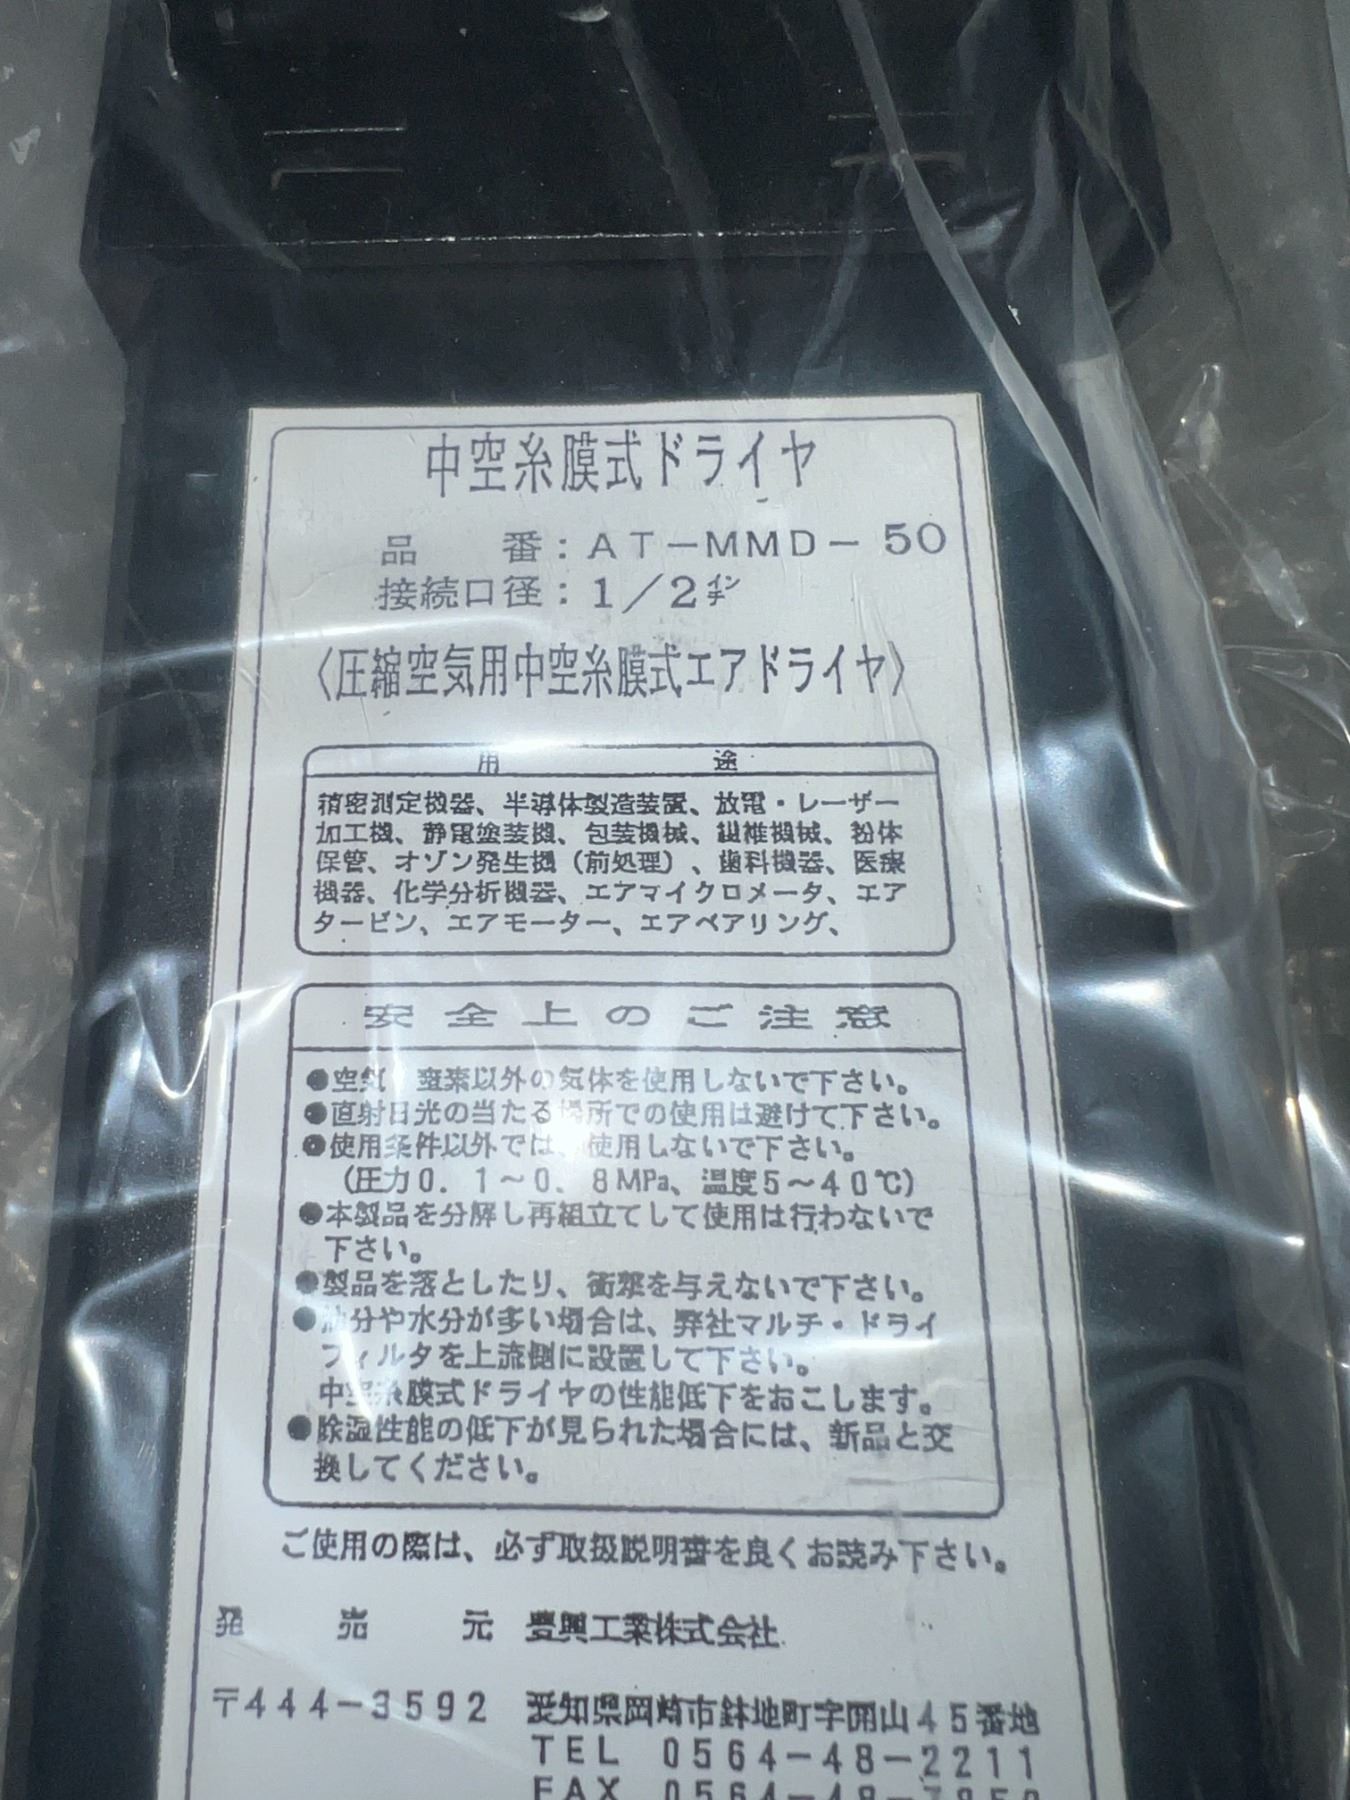 中空糸膜式ドライヤ
品 番：AT-MMD-50
接続口径：1／2インチ
〈圧縮空気用中空糸膜式エアドライヤ〉
用 途
精密測定機器、半導体製造装置、放電・レーザー
加工機、静電塗装機、包装機械、繊維機械、粉体
保管、オゾン発生機（前処理）、歯科機器、医療
機器、化学分析機器、エアマイクロメータ、エア
タービン、エアモーター、エアベアリング、
安全上のご注意
●空気 窒素以外の気体を使用しないで下さい。
●直射日光の当たる場所での使用は避けて下さい。
●使用条件以外では、使用しないで下さい。
（圧力0．1～0．8MPa、温度5～40℃）
●本製品を分解し再組立てして使用は行わないで
下さい。
●製品を落としたり、衝撃を与えないで下さい。
●油分や水分が多い場合は、弊社マルチ・ドライ
フィルタを上流側に設置して下さい。
中空糸膜式ドライヤの性能低下をおこします。
●除湿性能の低下が見られた場合には、新品と交
換してください。
ご使用の際は、必ず取扱説明書を良くお読み下さい。
発 売 元 豊興工業株式会社
〒444-3592 愛知県岡崎市鉢地町字開山45番地
TEL 0564-48-2211
FAX 0564-48-